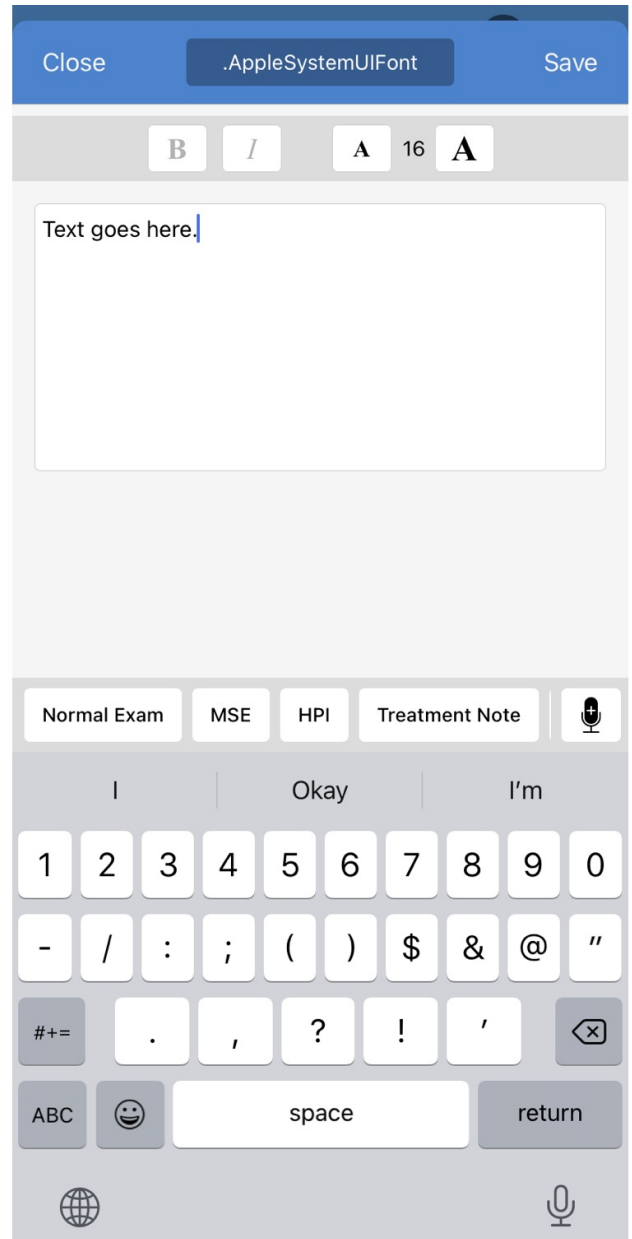 Close .AppleSystemUIFont Save
B I A 16 A
Text goes here.
Normal Exam MSE HPI Treatment Note
I Okay I'm
1 2 3 4 5 6 7 8 9 0
- / : ; ( ) $ & @ "
#+= . , ? ! '
ABC space return